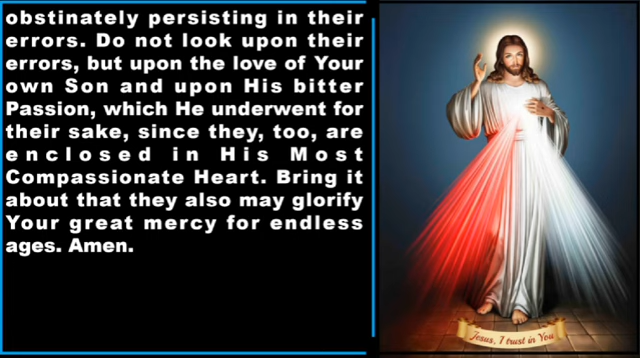 obstinately persisting in their
errors. Do not look upon their
errors, but upon the love of Your
own Son and upon His bitter
Passion, which He underwent for
their sake, since they, too, are
enclosed in His Most
Compassionate Heart. Bring it
about that they also may glorify
Your great mercy for endless
ages. Amen.
Jesus, I trust in You